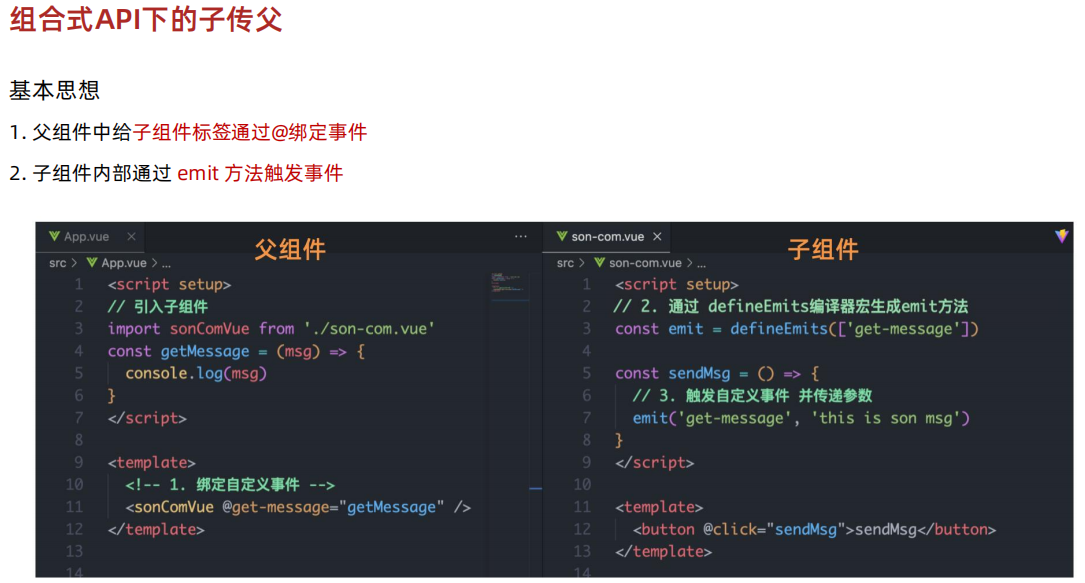 组合式API下的子传父
基本思想
1. 父组件中给子组件标签通过@绑定事件
2. 子组件内部通过 emit 方法触发事件
App.vue
父组件
src > App.vue > ...
1 <script setup>
2 // 引入子组件
3 import sonComVue from './son-com.vue'
4 const getMessage = (msg) => {
5 console.log(msg)
6 }
7 </script>
8
9 <template>
10 <!-- 1. 绑定自定义事件 -->
11 <sonComVue @get-message="getMessage" />
12 </template>
13
14
son-com.vue
子组件
src > son-com.vue > ...
1 <script setup>
2 // 2. 通过 defineEmits编译器宏生成emit方法
3 const emit = defineEmits(['get-message'])
4
5 const sendMsg = () => {
6 // 3. 触发自定义事件 并传递参数
7 emit('get-message', 'this is son msg')
8 }
9 </script>
10
11 <template>
12 <button @click="sendMsg">sendMsg</button>
13 </template>
14